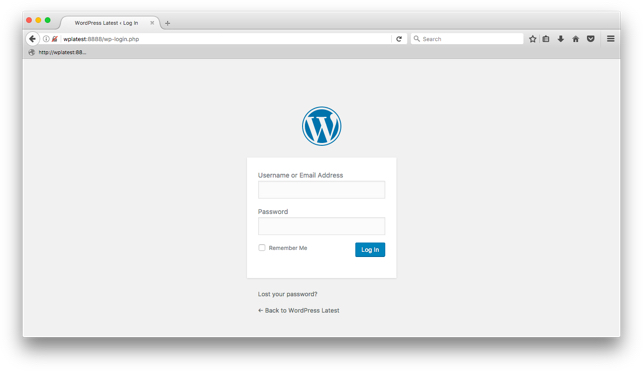 WordPress Latest ‹ Log In
wplatest:8888/wp-login.php
Search
http://wplatest:88...
Username or Email Address
Password
Remember Me
Log In
Lost your password?
← Back to WordPress Latest